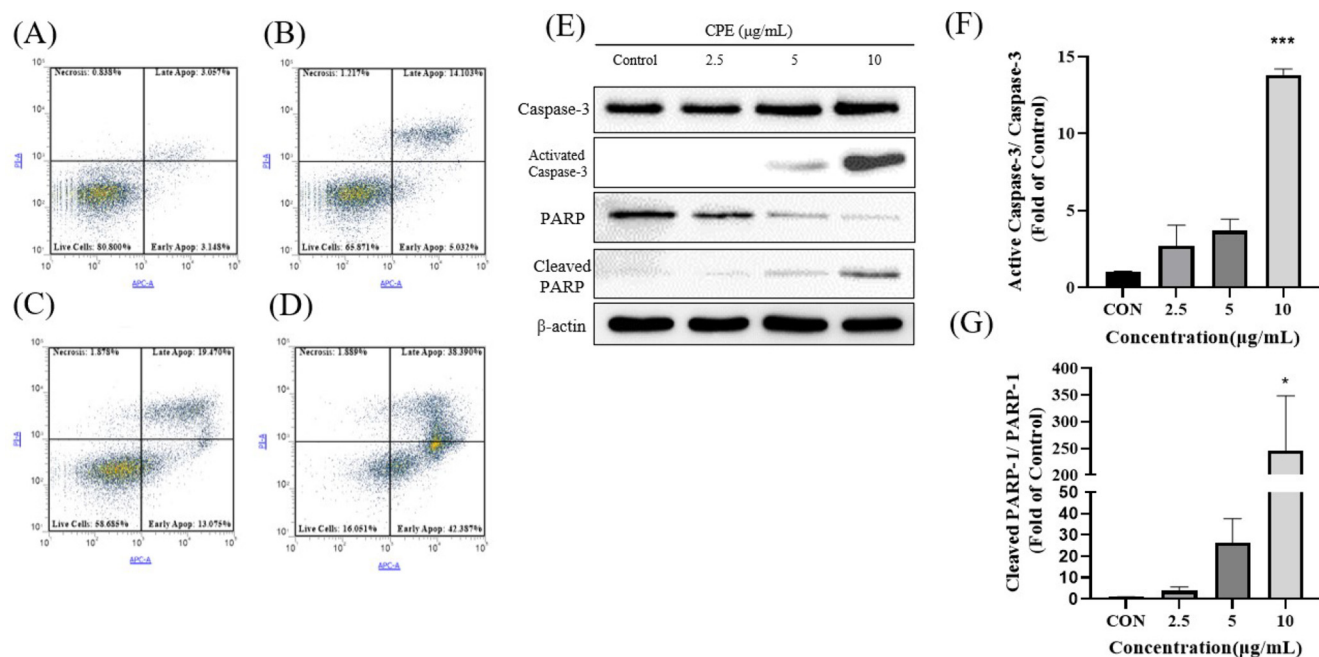 (A)
Necrosis: 0.838%
Late Apop: 3.057%
Live Cells: 80.800%
Early Apop: 3.148%
PI-A
APC-A
(B)
Necrosis: 1.217%
Late Apop: 14.103%
Live Cells: 65.871%
Early Apop: 5.032%
PI-A
APC-A
(C)
Necrosis: 1.878%
Late Apop: 19.470%
Live Cells: 58.685%
Early Apop: 13.075%
PI-A
APC-A
(D)
Necrosis: 1.889%
Late Apop: 38.390%
Live Cells: 16.051%
Early Apop: 42.387%
PI-A
APC-A
(E)
CPE (μg/mL)
Control 2.5 5 10
Caspase-3
Activated
Caspase-3
PARP
Cleaved
PARP
β-actin
(F)
Active Caspase-3/ Caspase-3
(Fold of Control)
15
10
5
0
***
CON 2.5 5 10
Concentration(μg/mL)
(G)
Cleaved PARP-1/ PARP-1
(Fold of Control)
400
350
300
250
200
50
40
30
20
10
0
*
CON 2.5 5 10
Concentration(μg/mL)